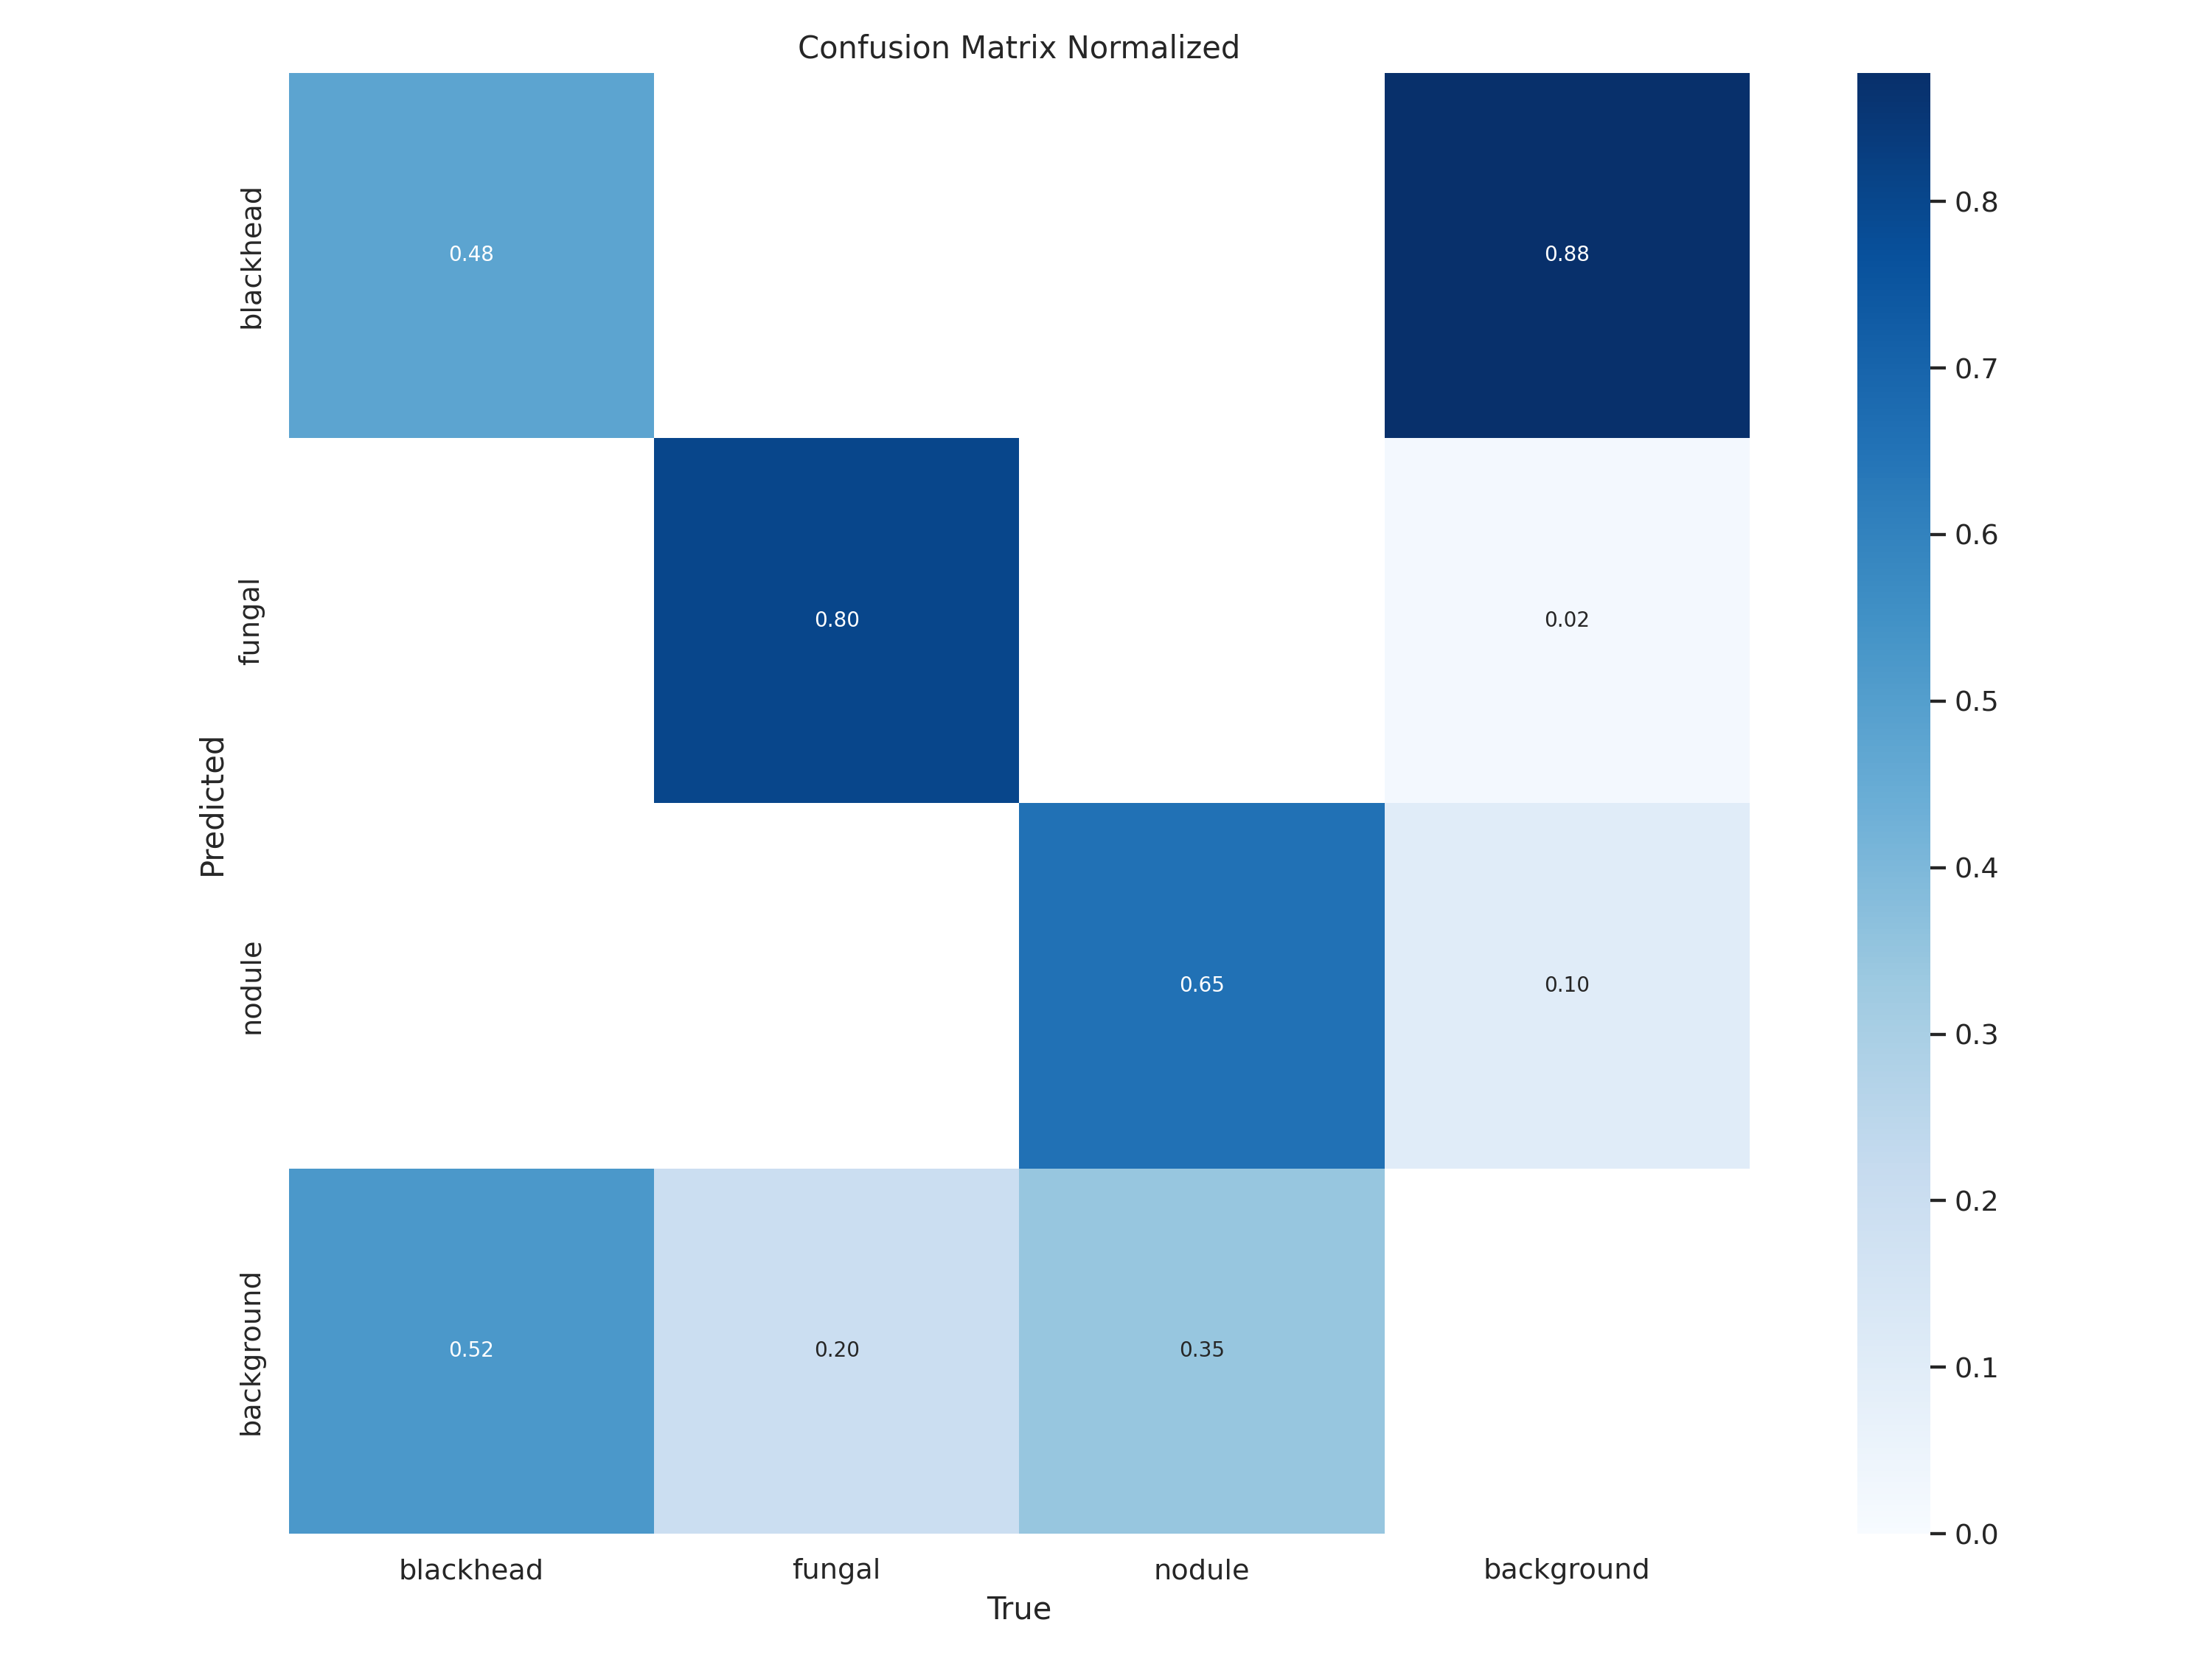 Confusion Matrix Normalized
blackhead
0.48
0.88
fungal
0.80
0.02
nodule
0.65
0.10
background
0.52
0.20
0.35
Predicted
blackhead
fungal
nodule
background
True
0.8
0.7
0.6
0.5
0.4
0.3
0.2
0.1
0.0